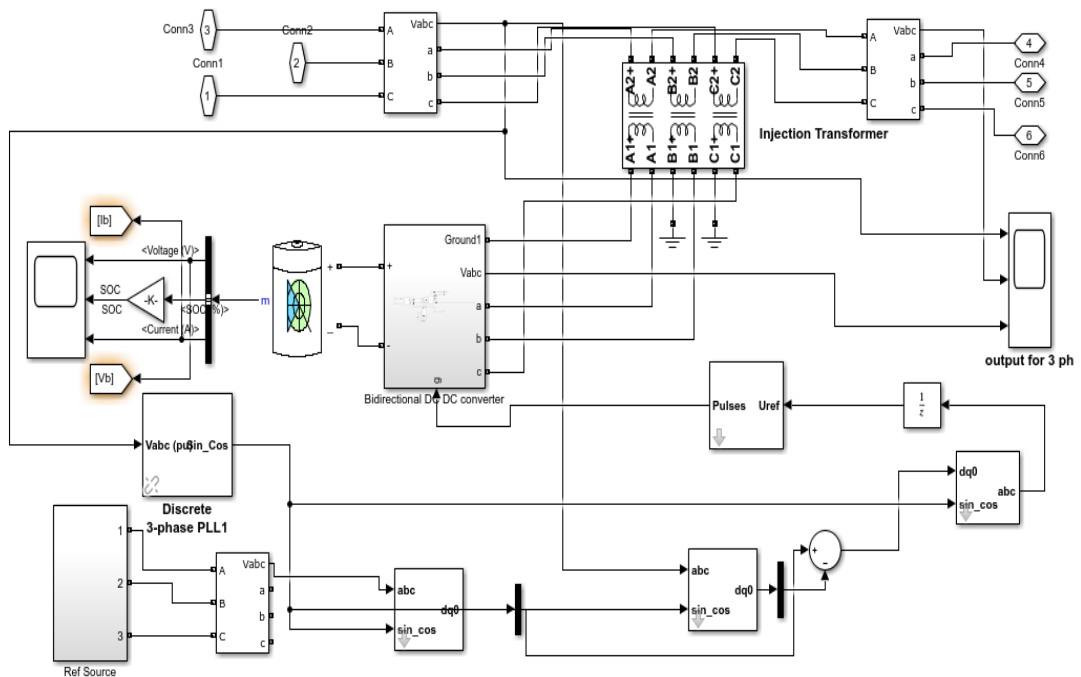 Conn3
3
Conn2
2
Conn1
1
A
B
C
Vabc
a
b
c
A2+
A2
B2+
B2
C2+
C2
A1+
A1
B1+
B1
C1+
C1
Injection Transformer
A
B
C
Vabc
a
b
c
4
Conn4
5
Conn5
6
Conn6
[Ib]
<Voltage (V)>
SOC
SOC
-K-
<SOC (%)>
<Current (A)>
[Vb]
m
+
_
+
-
Ground1
Vabc
a
b
c
g
Bidirectional DC DC converter
output for 3 ph
Pulses
Uref
1
z
Vabc (pu)
Sin_Cos
Discrete
3-phase PLL1
dq0
sin_cos
abc
1
2
3
Ref Source
A
B
C
Vabc
a
b
c
abc
sin_cos
dq0
abc
sin_cos
dq0
+
-